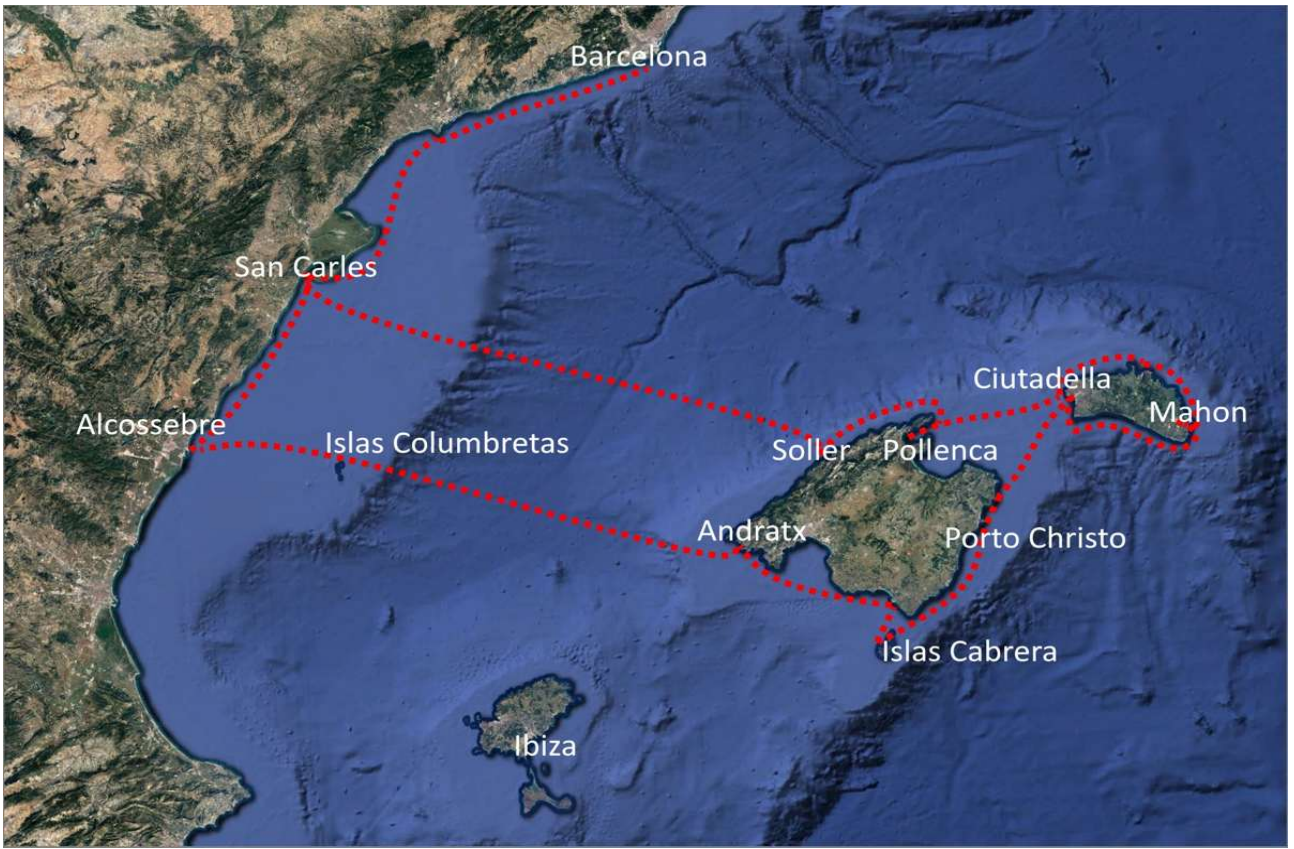 Barcelona
San Carles
Ciutadella
Mahon
Alcossebre
Islas Columbretas
Soller
Pollenca
Andratx
Porto Christo
Islas Cabrera
Ibiza